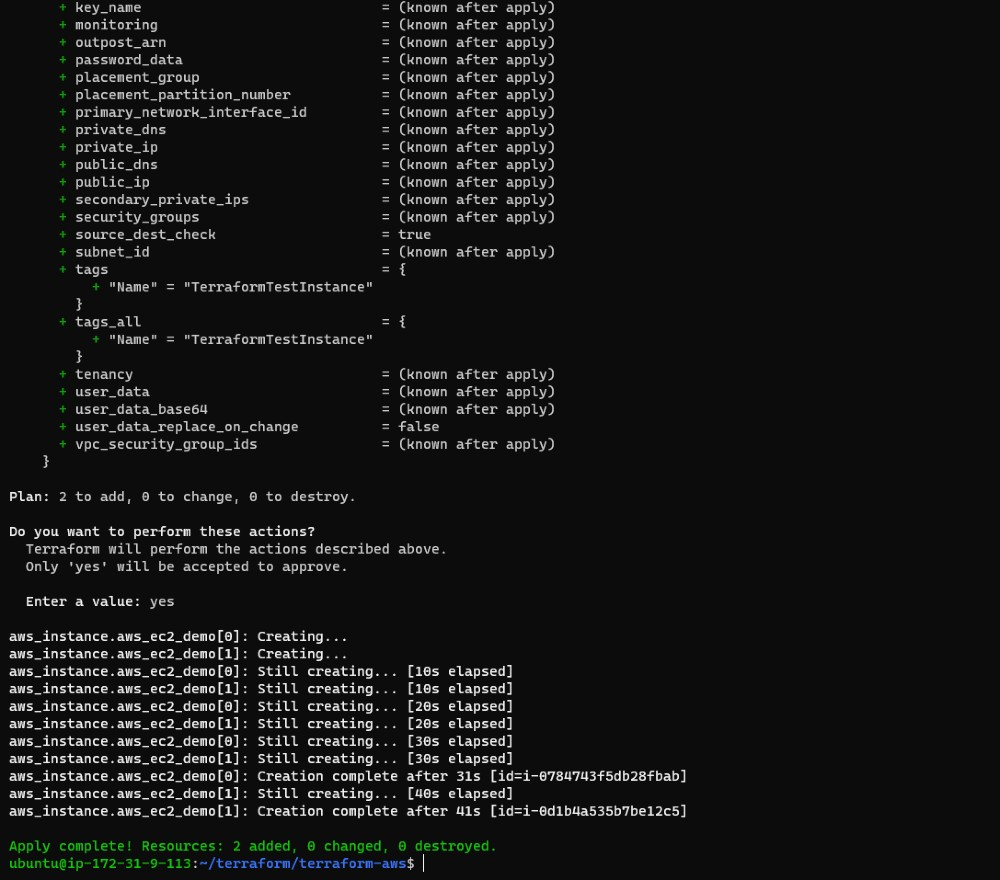 + key_name = (known after apply)
+ monitoring = (known after apply)
+ outpost_arn = (known after apply)
+ password_data = (known after apply)
+ placement_group = (known after apply)
+ placement_partition_number = (known after apply)
+ primary_network_interface_id = (known after apply)
+ private_dns = (known after apply)
+ private_ip = (known after apply)
+ public_dns = (known after apply)
+ public_ip = (known after apply)
+ secondary_private_ips = (known after apply)
+ security_groups = (known after apply)
+ source_dest_check = true
+ subnet_id = (known after apply)
+ tags = {
+ "Name" = "TerraformTestInstance"
}
+ tags_all = {
+ "Name" = "TerraformTestInstance"
}
+ tenancy = (known after apply)
+ user_data = (known after apply)
+ user_data_base64 = (known after apply)
+ user_data_replace_on_change = false
+ vpc_security_group_ids = (known after apply)
}
Plan: 2 to add, 0 to change, 0 to destroy.
Do you want to perform these actions?
Terraform will perform the actions described above.
Only 'yes' will be accepted to approve.
Enter a value: yes
aws_instance.aws_ec2_demo[0]: Creating...
aws_instance.aws_ec2_demo[1]: Creating...
aws_instance.aws_ec2_demo[0]: Still creating... [10s elapsed]
aws_instance.aws_ec2_demo[1]: Still creating... [10s elapsed]
aws_instance.aws_ec2_demo[0]: Still creating... [20s elapsed]
aws_instance.aws_ec2_demo[1]: Still creating... [20s elapsed]
aws_instance.aws_ec2_demo[0]: Still creating... [30s elapsed]
aws_instance.aws_ec2_demo[1]: Still creating... [30s elapsed]
aws_instance.aws_ec2_demo[0]: Creation complete after 31s [id=i-0784743f5db28fbab]
aws_instance.aws_ec2_demo[1]: Still creating... [40s elapsed]
aws_instance.aws_ec2_demo[1]: Creation complete after 41s [id=i-0d1b4a535b7be12c5]
Apply complete! Resources: 2 added, 0 changed, 0 destroyed.
ubuntu@ip-172-31-9-113:~/terraform/terraform-aws$